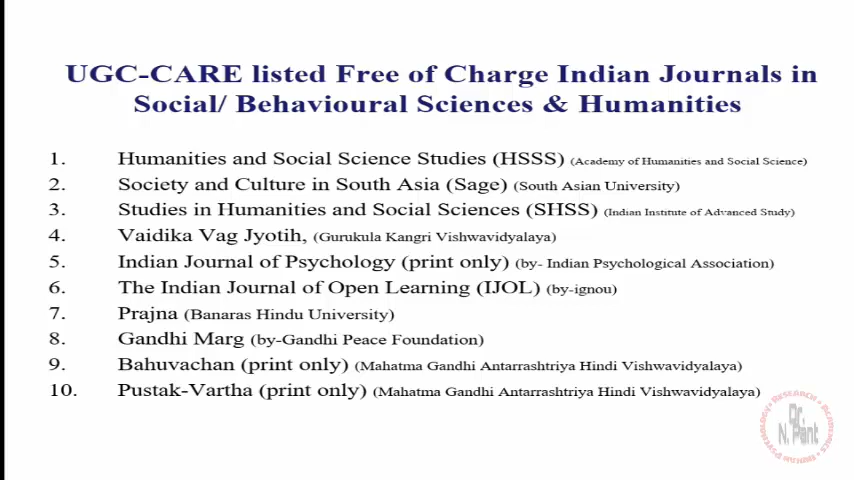 UGC-CARE listed Free of Charge Indian Journals in
Social/ Behavioural Sciences & Humanities
1. Humanities and Social Science Studies (HSSS) (Academy of Humanities and Social Science)
2. Society and Culture in South Asia (Sage) (South Asian University)
3. Studies in Humanities and Social Sciences (SHSS) (Indian Institute of Advanced Study)
4. Vaidika Vag Jyotih, (Gurukula Kangri Vishwavidyalaya)
5. Indian Journal of Psychology (print only) (by- Indian Psychological Association)
6. The Indian Journal of Open Learning (IJOL) (by-ignou)
7. Prajna (Banaras Hindu University)
8. Gandhi Marg (by-Gandhi Peace Foundation)
9. Bahuvachan (print only) (Mahatma Gandhi Antarrashtriya Hindi Vishwavidyalaya)
10. Pustak-Vartha (print only) (Mahatma Gandhi Antarrashtriya Hindi Vishwavidyalaya)
Psychology • Research • Academics •
Dr.
N. Pant